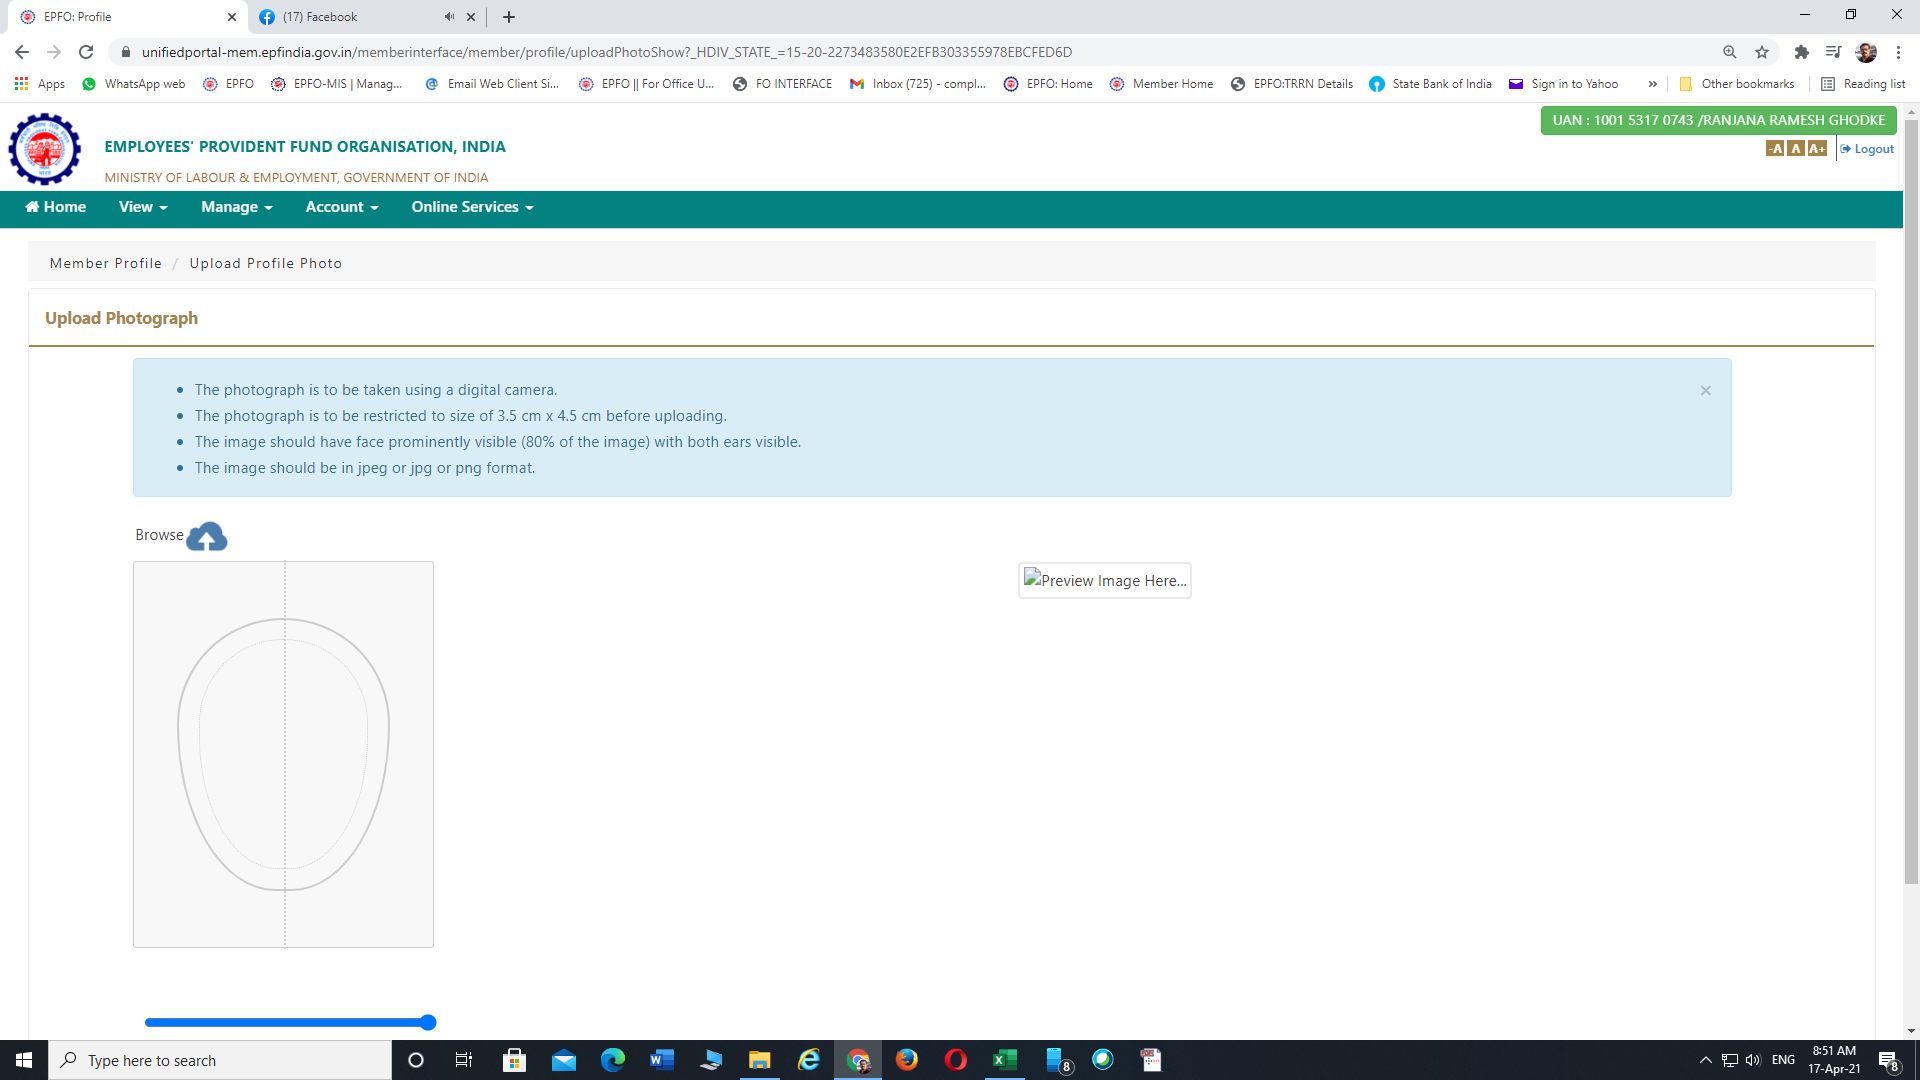 EPFO: Profile
(17) Facebook
unifiedportal-mem.epfindia.gov.in/memberinterface/member/profile/uploadPhotoShow?_HDIV_STATE_=15-20-2273483580E2EFB303355978EBCFED6D
Apps WhatsApp web EPFO EPFO-MIS | Manag... Email Web Client Si... EPFO || For Office U... FO INTERFACE Inbox (725) - compl... EPFO: Home Member Home EPFO:TRRN Details State Bank of India Sign in to Yahoo » Other bookmarks Reading list
UAN : 1001 5317 0743 /RANJANA RAMESH GHODKE
EMPLOYEES' PROVIDENT FUND ORGANISATION, INDIA
-A A A+ Logout
MINISTRY OF LABOUR & EMPLOYMENT, GOVERNMENT OF INDIA
Home View Manage Account Online Services
Member Profile / Upload Profile Photo
Upload Photograph
• The photograph is to be taken using a digital camera.
• The photograph is to be restricted to size of 3.5 cm x 4.5 cm before uploading.
• The image should have face prominently visible (80% of the image) with both ears visible.
• The image should be in jpeg or jpg or png format.
Browse
Preview Image Here...
Type here to search
8
ENG
8:51 AM
17-Apr-21
8